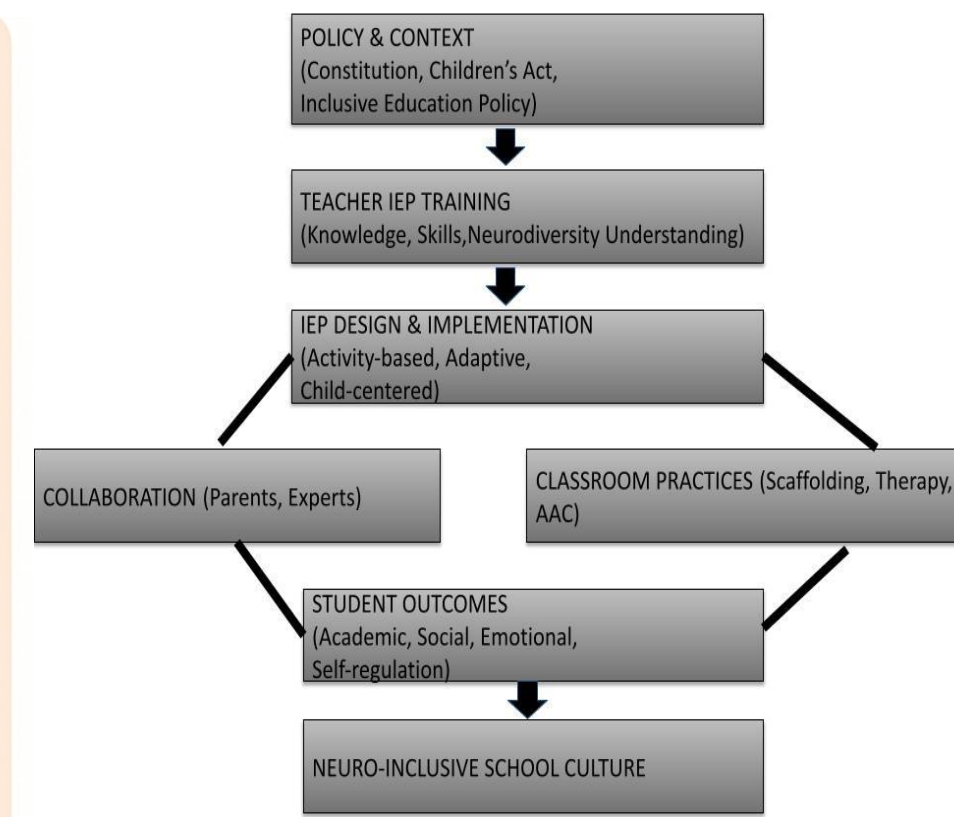 POLICY & CONTEXT
(Constitution, Children’s Act,
Inclusive Education Policy)
TEACHER IEP TRAINING
(Knowledge, Skills,Neurodiversity Understanding)
IEP DESIGN & IMPLEMENTATION
(Activity-based, Adaptive,
Child-centered)
COLLABORATION (Parents, Experts)
CLASSROOM PRACTICES (Scaffolding, Therapy,
AAC)
STUDENT OUTCOMES
(Academic, Social, Emotional,
Self-regulation)
NEURO-INCLUSIVE SCHOOL CULTURE